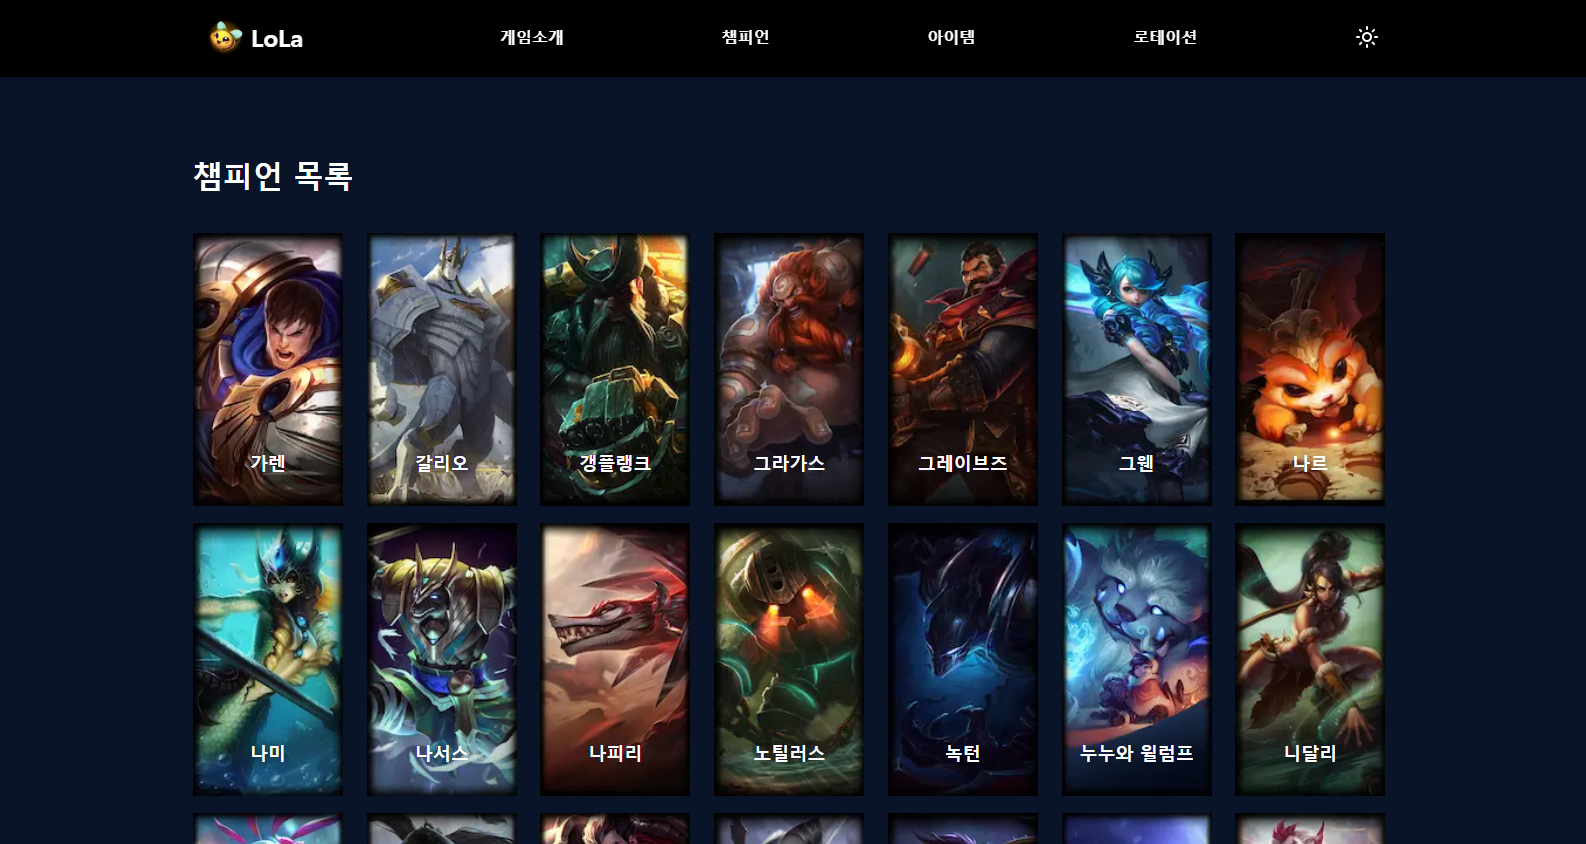 LoLa
게임소개
챔피언
아이템
로테이션
챔피언 목록
가렌
갈리오
갱플랭크
그라가스
그레이브즈
그웬
나르
나미
나서스
나피리
노틸러스
녹턴
누누와 윌럼프
니달리